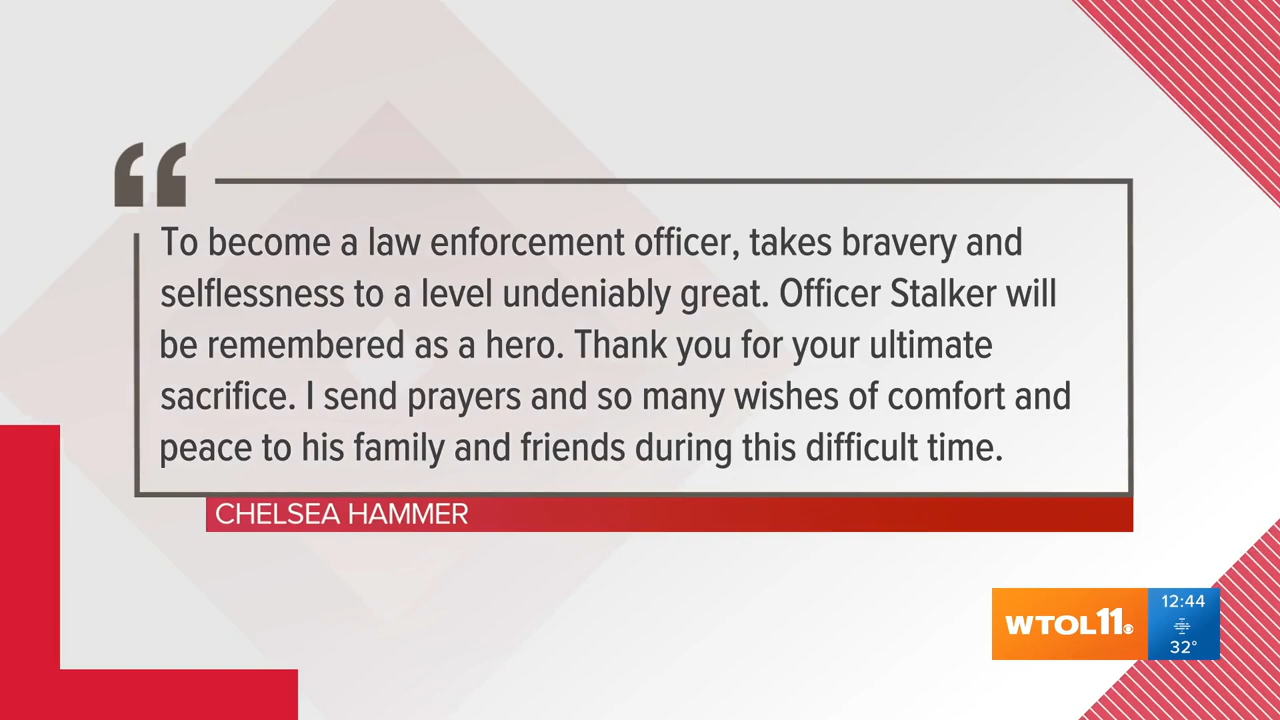 “
To become a law enforcement officer, takes bravery and
selflessness to a level undeniably great. Officer Stalker will
be remembered as a hero. Thank you for your ultimate
sacrifice. I send prayers and so many wishes of comfort and
peace to his family and friends during this difficult time.
CHELSEA HAMMER
WTOL11
12:44
32°